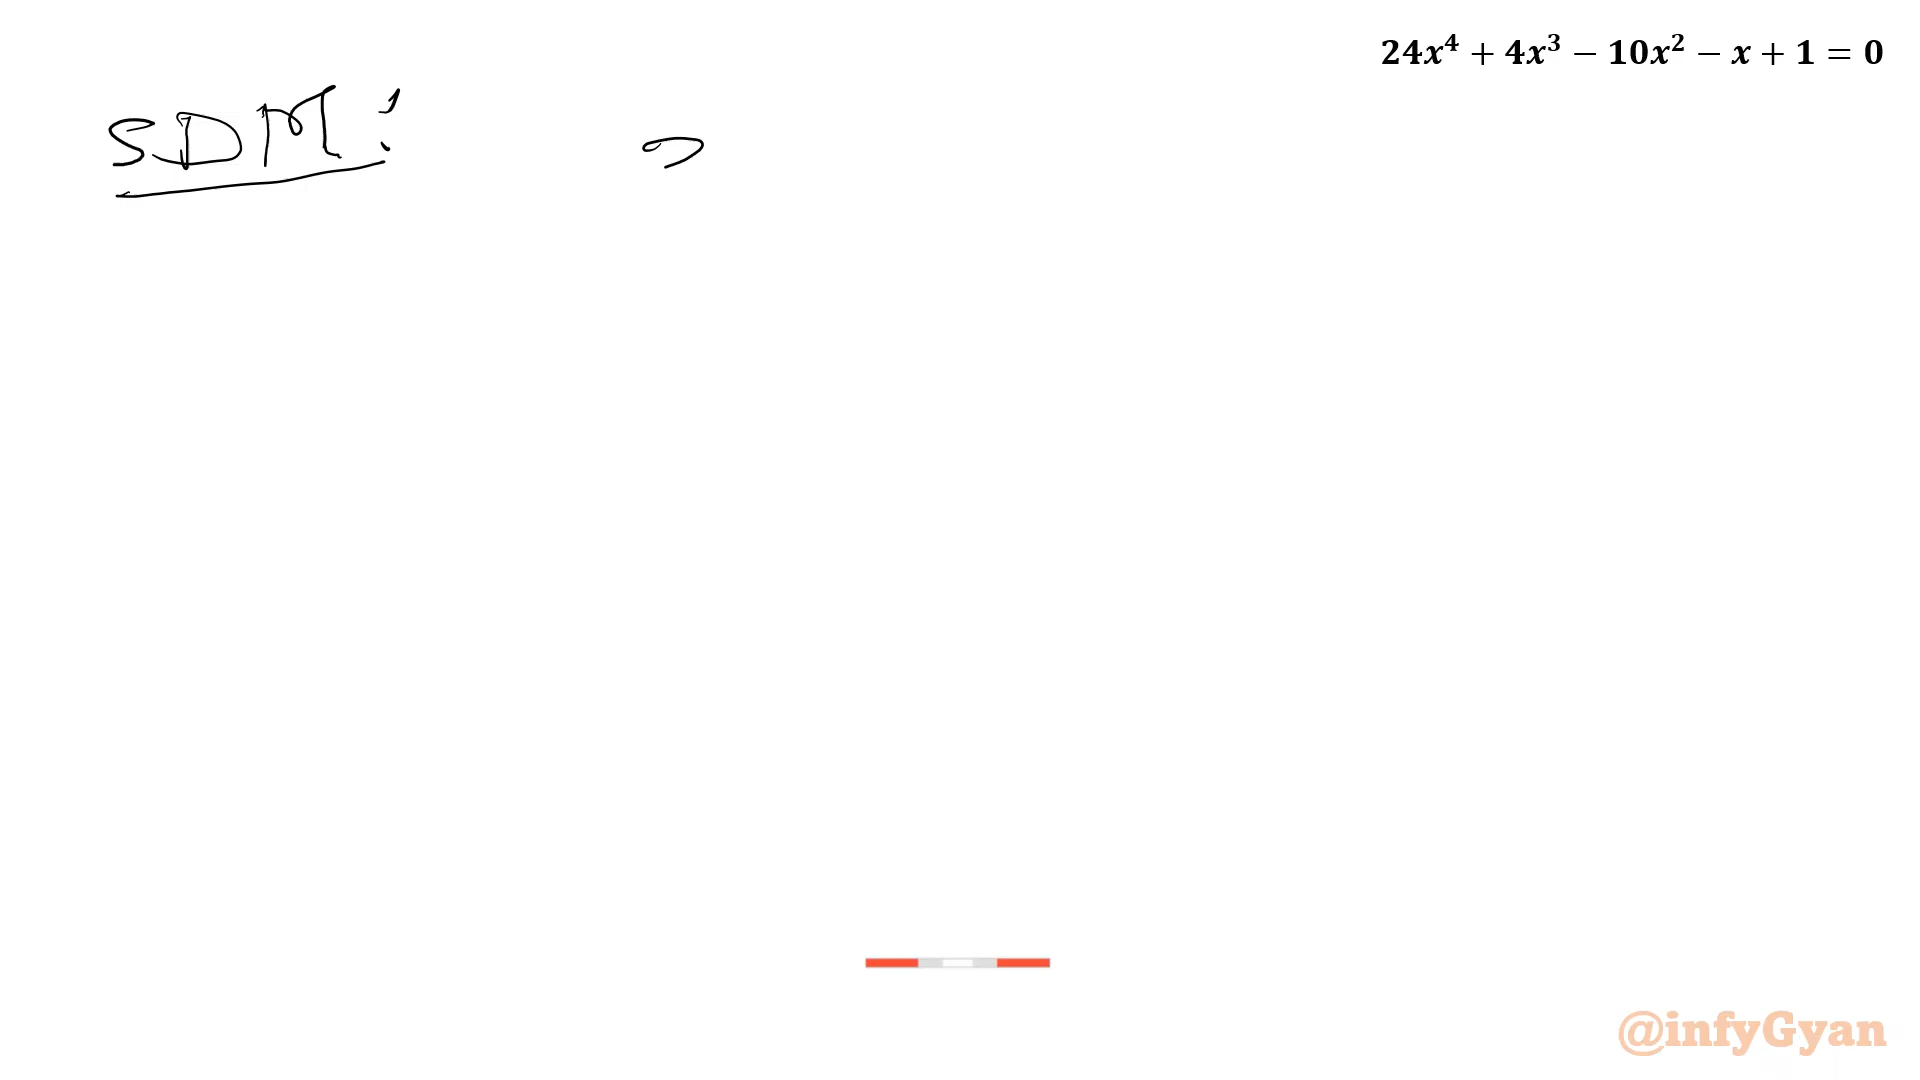 24x⁴ + 4x³ − 10x² − x + 1 = 0
SDM :
@infyGyan